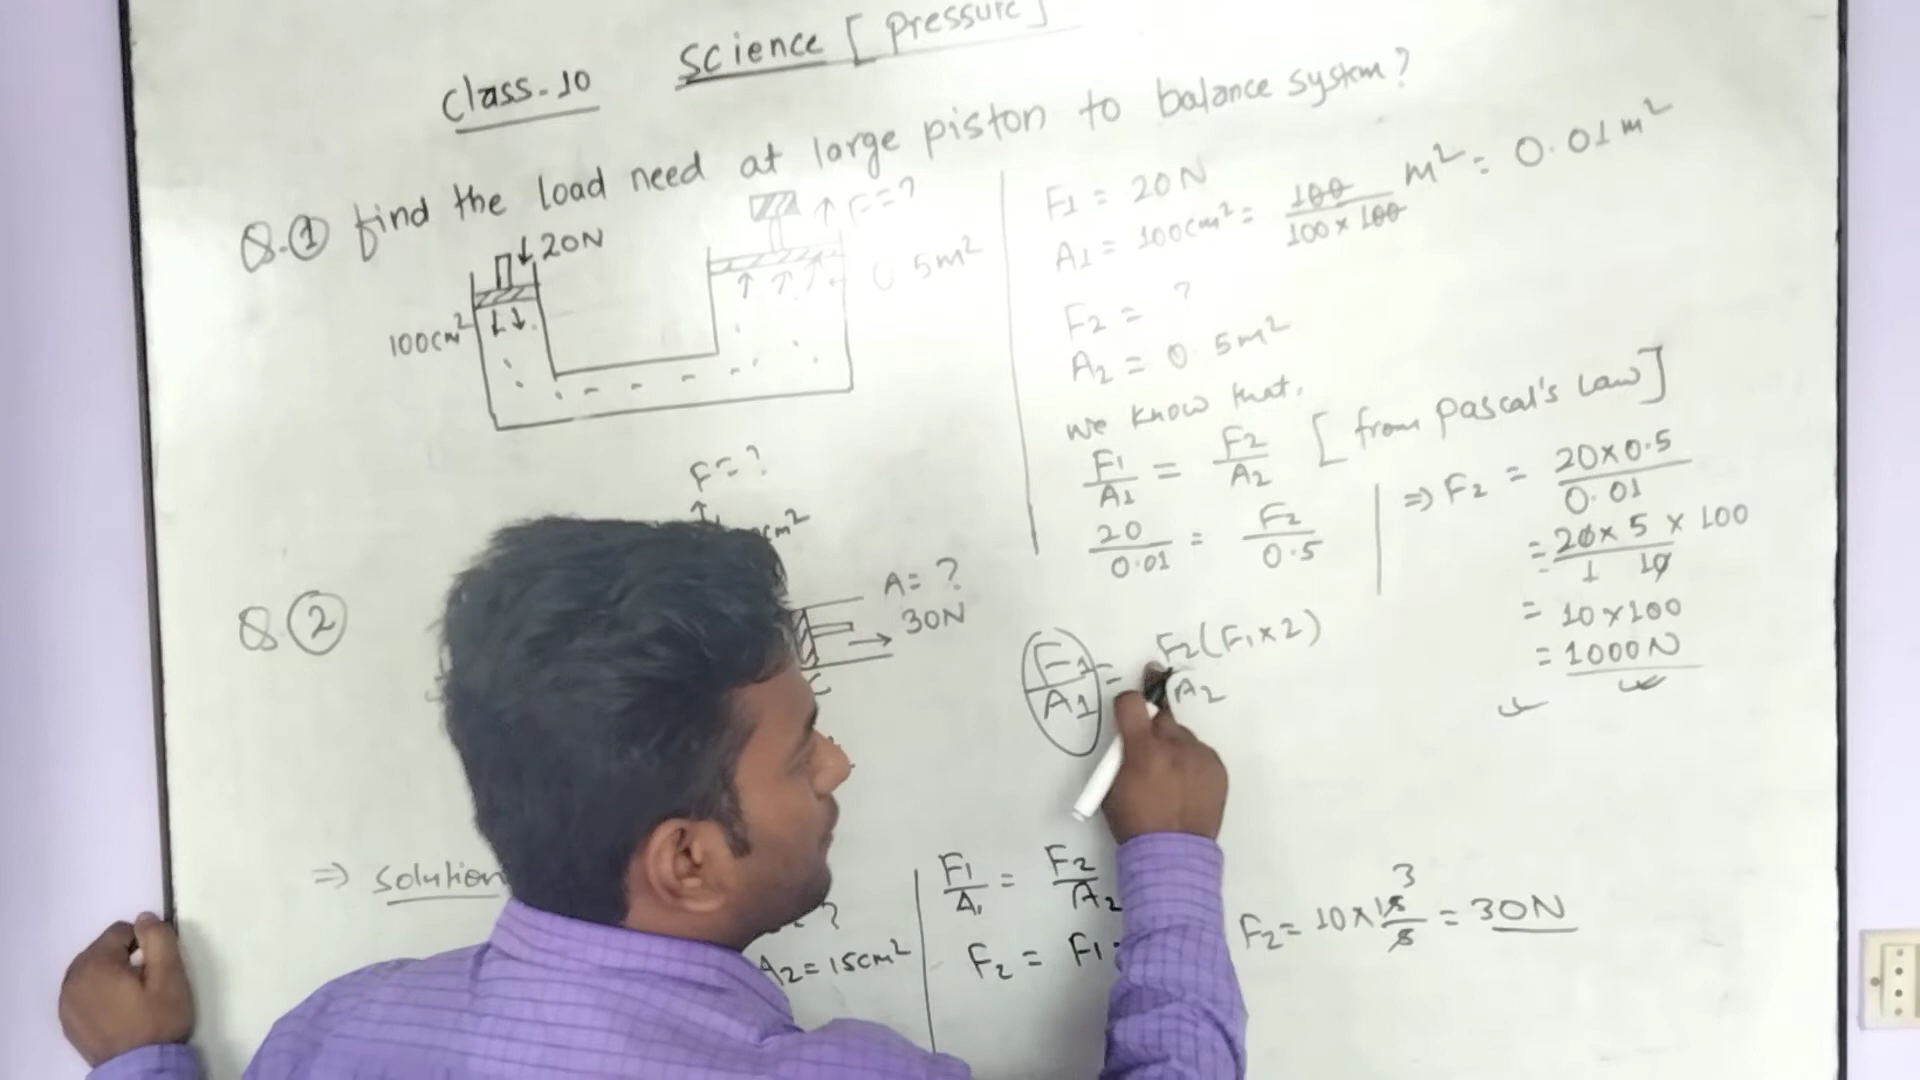 Class-10 Science [Pressure]
Q.① find the load need at large piston to balance system?
↓20N
↑ F=?
100cm²
0.5m²
F1 = 20N
A1 = 100cm² = 100/100×100 m² = 0.01m²
F2 = ?
A2 = 0.5m²
we know that,
F1/A1 = F2/A2 [from pascal's Law]
20/0.01 = F2/0.5
⇒ F2 = 20×0.5/0.01
= 20×5×100/1 10
= 10×100
= 1000N
F=?
cm²
Q.②
A=?
30N
F1/A1 = F2(F1×2)/A2
⇒ solution
?
A2=15cm²
F1/A1 = F2/A2
F2 = F1
F2= 10×15/5 3 = 30N